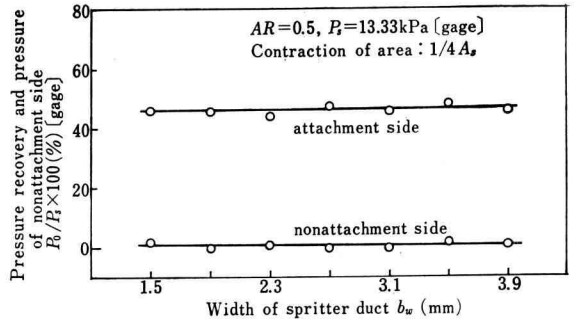 AR=0.5, Ps=13.33kPa [gage]
Contraction of area : 1/4 As
Pressure recovery and pressure
of nonattachment side
P0/Ps×100(%) [gage]
80
60
40
20
0
attachment side
nonattachment side
1.5
2.3
3.1
3.9
Width of spritter duct bw (mm)